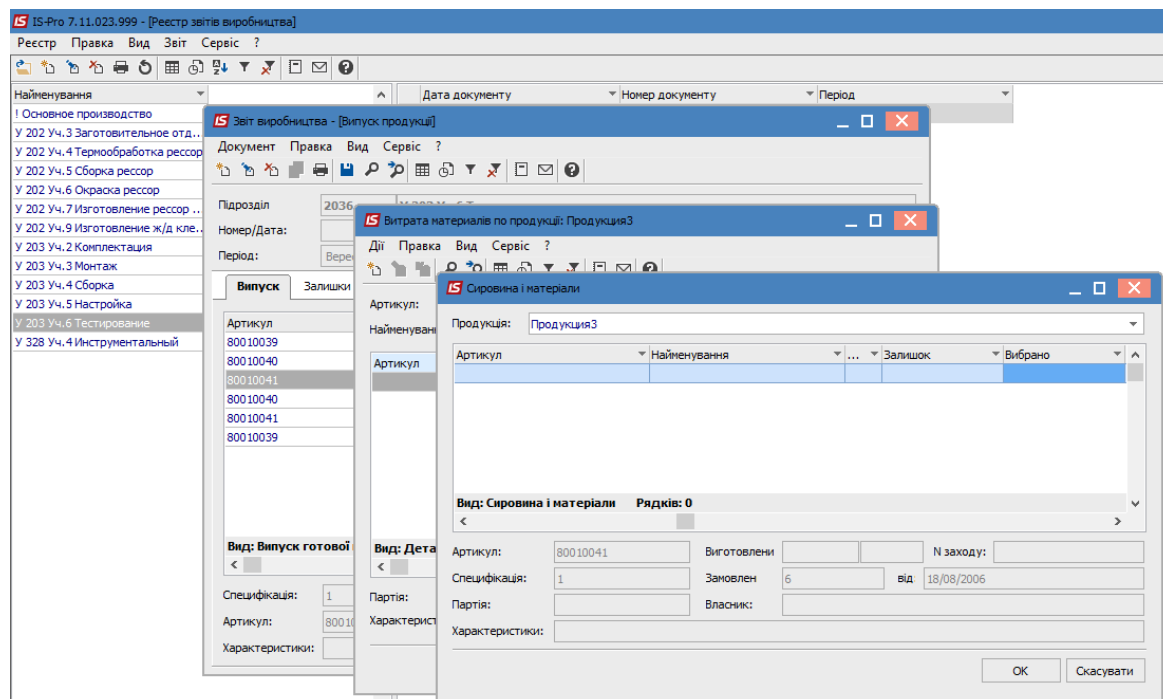 IS-Pro 7.11.023.999 - [Реєстр звітів виробництва]
Реєстр Правка Вид Звіт Сервіс ?
Найменування
Дата документу Номер документу Період
! Основное производство
У 202 Уч.3 Заготовительное отд...
У 202 Уч.4 Термообработка рессор
У 202 Уч.5 Сборка рессор
У 202 Уч.6 Окраска рессор
У 202 Уч.7 Изготовление рессор ...
У 202 Уч.9 Изготовление ж/д кле...
У 203 Уч.2 Комплектация
У 203 Уч.3 Монтаж
У 203 Уч.4 Сборка
У 203 Уч.5 Настройка
У 203 Уч.6 Тестирование
У 328 Уч.4 Инструментальный
Звіт виробництва - [Випуск продукції]
Документ Правка Вид Сервіс ?
Підрозділ 2036
Номер/Дата:
Період: Вере
Випуск Залишки
Артикул
80010039
80010040
80010041
80010040
80010041
80010039
Вид: Випуск готової
Специфікація: 1
Артикул: 8001
Характеристики:
Витрата матеріалів по продукції: Продукция3
Дії Правка Вид Сервіс ?
Артикул:
Найменуван
Артикул
Вид: Дета
Партія:
Характерист
Сировина і матеріали
Продукція: Продукция3
Артикул Найменування ... Залишок Вибрано
Вид: Сировина і матеріали Рядків: 0
Артикул: 80010041 Виготовлени N заходу:
Специфікація: 1 Замовлен 6 від: 18/08/2006
Партія: Власник:
Характеристики:
OK Скасувати